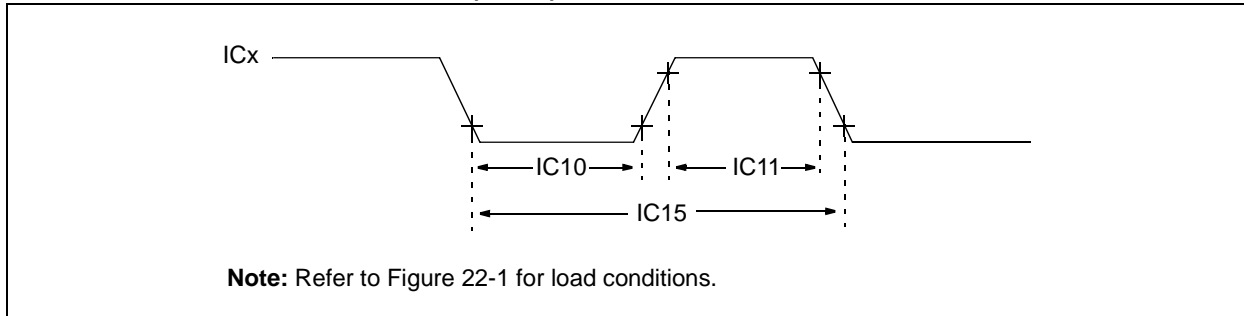 ICx
IC10
IC11
IC15
Note: Refer to Figure 22-1 for load conditions.